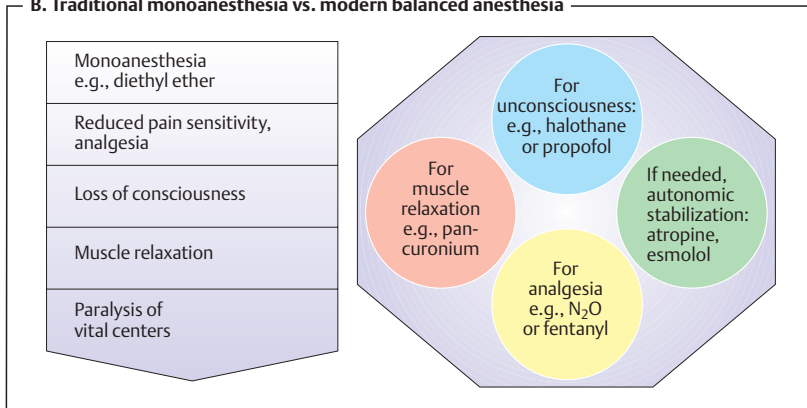 B. Traditional monoanesthesia vs. modern balanced anesthesia
Monoanesthesia
e.g., diethyl ether
Reduced pain sensitivity,
analgesia
Loss of consciousness
Muscle relaxation
Paralysis of
vital centers
For
unconsciousness:
e.g., halothane
or propofol
For
muscle
relaxation
e.g., pan-
curonium
If needed,
autonomic
stabilization:
atropine,
esmolol
For
analgesia
e.g., N₂O
or fentanyl